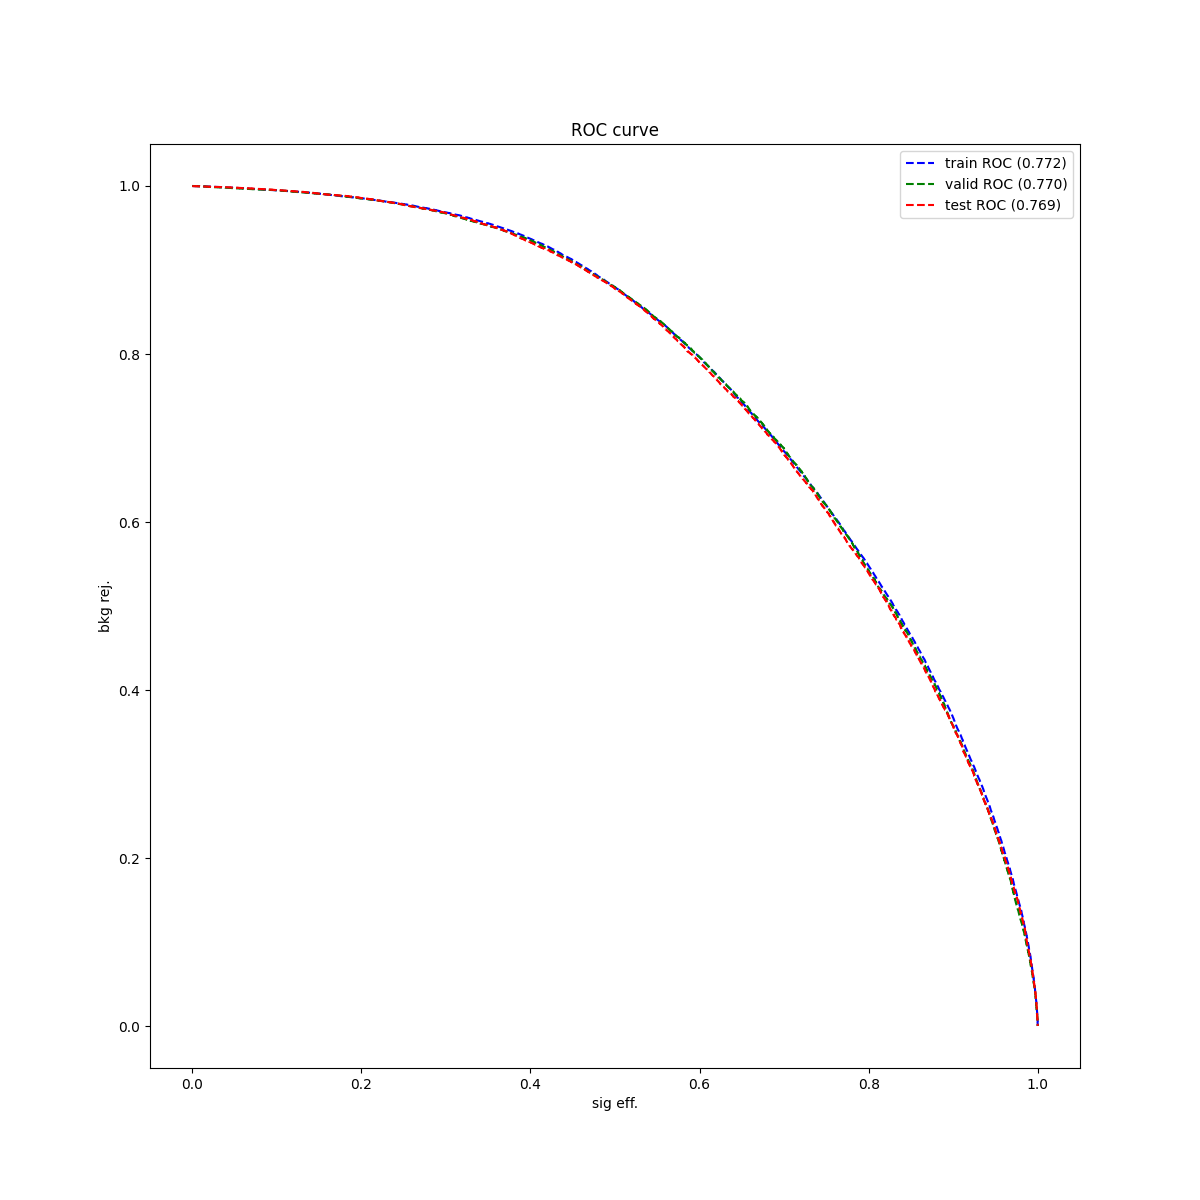 ROC curve
train ROC (0.772)
valid ROC (0.770)
test ROC (0.769)
1.0
0.8
0.6
0.4
0.2
0.0
bkg rej.
0.0 0.2 0.4 0.6 0.8 1.0
sig eff.